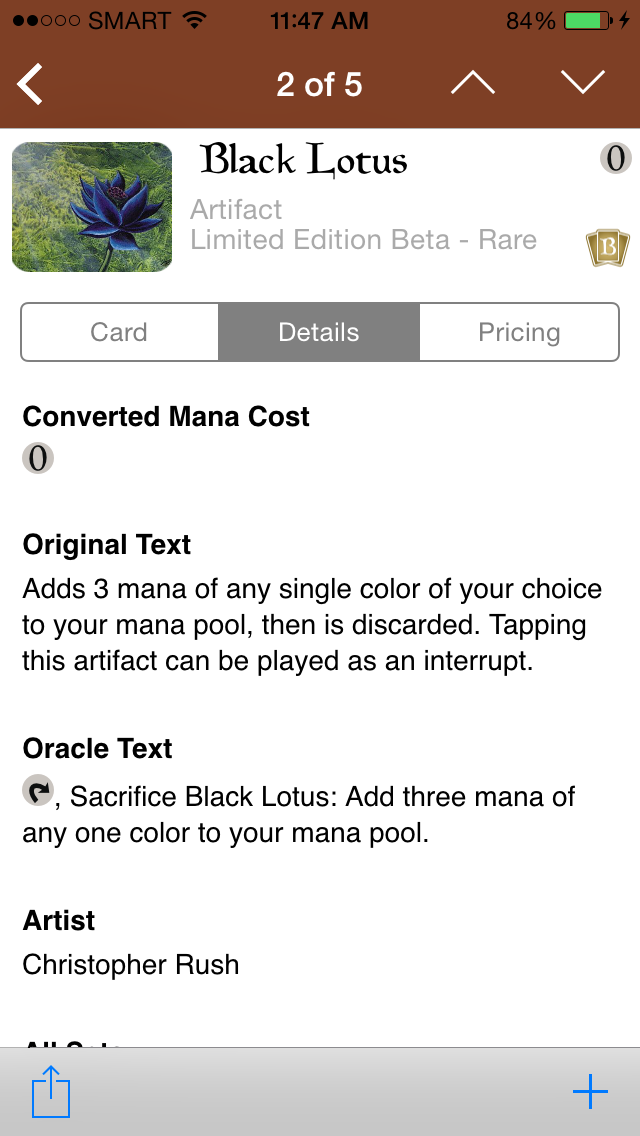 SMART 11:47 AM 84%
2 of 5
Black Lotus 0
Artifact
Limited Edition Beta - Rare B
Card Details Pricing
Converted Mana Cost
0
Original Text
Adds 3 mana of any single color of your choice
to your mana pool, then is discarded. Tapping
this artifact can be played as an interrupt.
Oracle Text
, Sacrifice Black Lotus: Add three mana of
any one color to your mana pool.
Artist
Christopher Rush